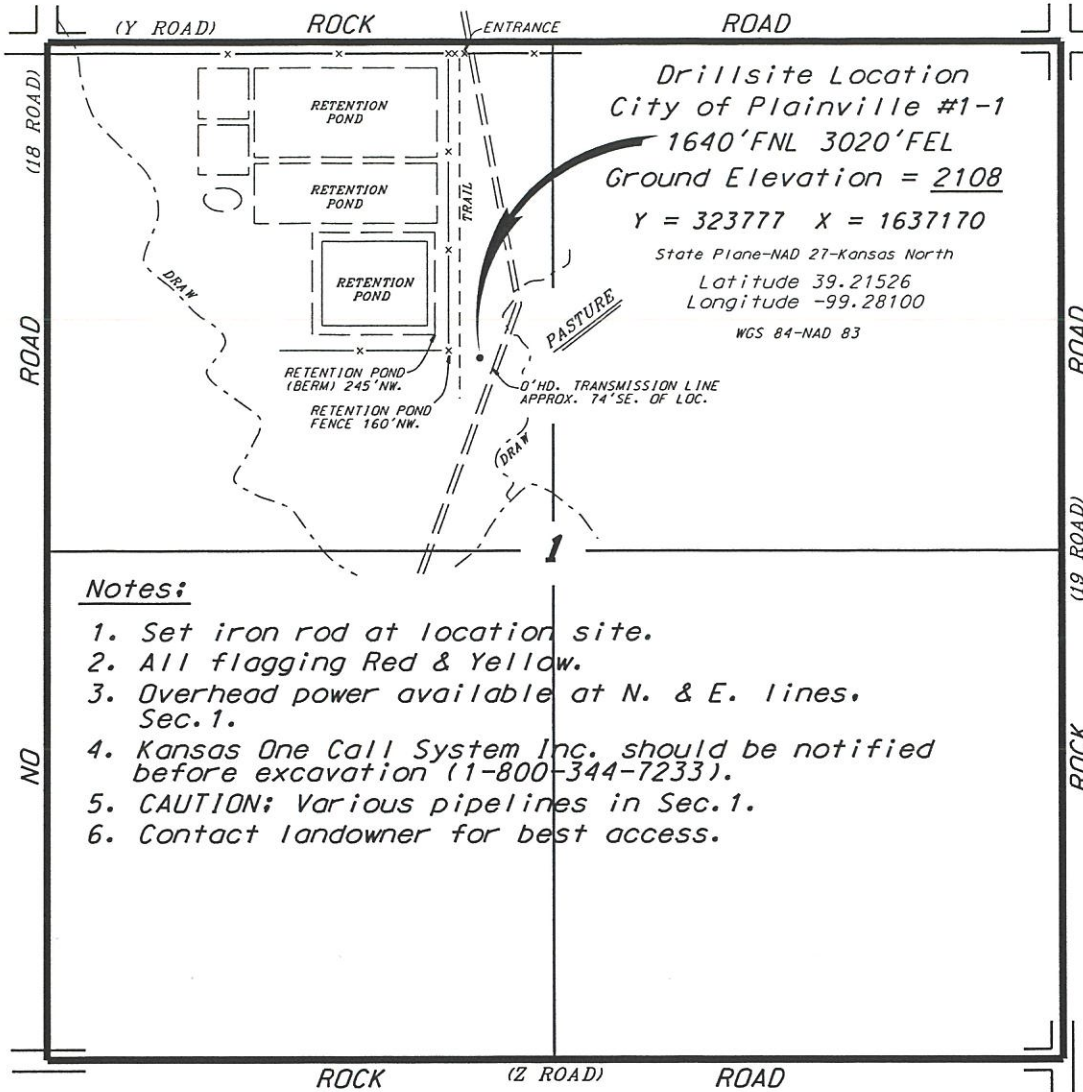 (Y ROAD) ROCK ENTRANCE ROAD
(18 ROAD)
ROAD
NO
RETENTION
POND
RETENTION
POND
RETENTION
POND
TRAIL
DRAW
Drillsite Location
City of Plainville #1-1
1640'FNL 3020'FEL
Ground Elevation = 2108
Y = 323777 X = 1637170
State Plane-NAD 27-Kansas North
Latitude 39.21526
Longitude -99.28100
WGS 84-NAD 83
PASTURE
RETENTION POND
(BERM) 245'NW.
RETENTION POND
FENCE 160'NW.
O'HD. TRANSMISSION LINE
APPROX. 74'SE. OF LOC.
DRAW
1
ROAD
(19 ROAD)
ROCK
Notes:
1. Set iron rod at location site.
2. All flagging Red & Yellow.
3. Overhead power available at N. & E. lines.
Sec.1.
4. Kansas One Call System Inc. should be notified
before excavation (1-800-344-7233).
5. CAUTION: Various pipelines in Sec.1.
6. Contact landowner for best access.
ROCK (Z ROAD) ROAD